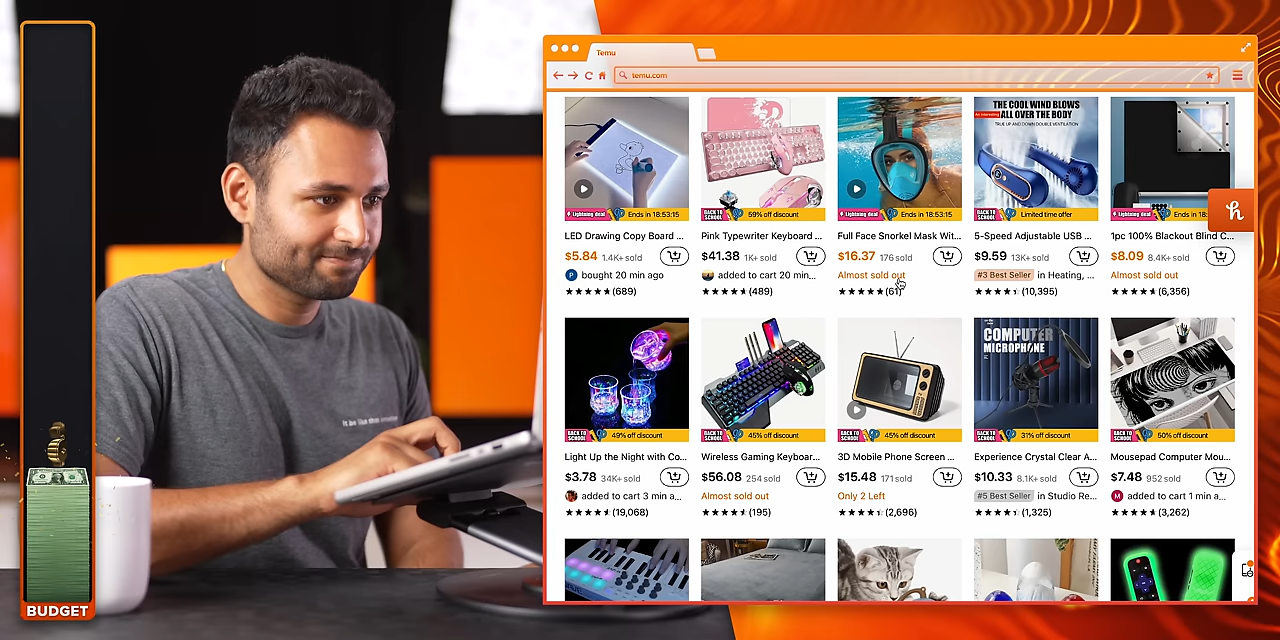 Temu
temu.com
Lightning deal Ends in 18:53:15
LED Drawing Copy Board ...
$5.84 1.4K+ sold
P bought 20 min ago
(689)
BACK TO SCHOOL 59% off discount
Pink Typewriter Keyboard ...
$41.38 1K+ sold
added to cart 20 min...
(489)
Lightning deal Ends in 18:53:15
Full Face Snorkel Mask Wit...
$16.37 176 sold
Almost sold out
(61)
THE COOL WIND BLOWS
ALL OVER THE BODY
TRUE UP AND DOWN DOUBLE VENTILATION
BACK TO SCHOOL Limited time offer
5-Speed Adjustable USB ...
$9.59 13K+ sold
#3 Best Seller in Heating, ...
(10,395)
Lightning deal Ends in 18:
1pc 100% Blackout Blind C...
$8.09 8.4K+ sold
Almost sold out
(6,356)
h
BACK TO SCHOOL 49% off discount
Light Up the Night with Co...
$3.78 34K+ sold
added to cart 3 min a...
(19,068)
BACK TO SCHOOL 45% off discount
Wireless Gaming Keyboar...
$56.08 254 sold
Almost sold out
(195)
BACK TO SCHOOL 45% off discount
3D Mobile Phone Screen ...
$15.48 171 sold
Only 2 Left
(2,696)
COMPUTER
MICROPHONE
BACK TO SCHOOL 31% off discount
Experience Crystal Clear A...
$10.33 8.1K+ sold
#5 Best Seller in Studio Re...
(1,325)
BACK TO SCHOOL 50% off discount
Mousepad Computer Mou...
$7.48 952 sold
M added to cart 1 min a...
(3,262)
BUDGET